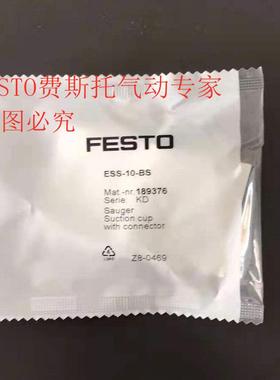 STO费斯托气动专家
图必究
FESTO
ESS-10-BS
Mat.-nr. 189376
Serie KD
Sauger
Suction cup
with connector
Z8-0469